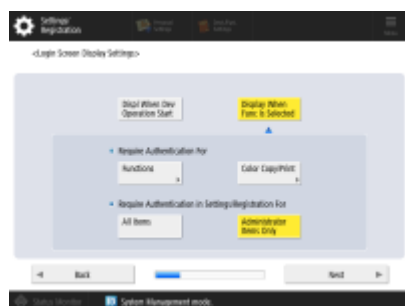 Settings/
Registration
Menu
<Login Screen Display Settings>
Displ When Dev
Operation Start
Display When
Func Is Selected
Require Authentication For
Functions
Color Copy/Print
Require Authentication in Settings/Registration For
All Items
Administrator
Items Only
Back
Next
Status Monitor
System Management mode.